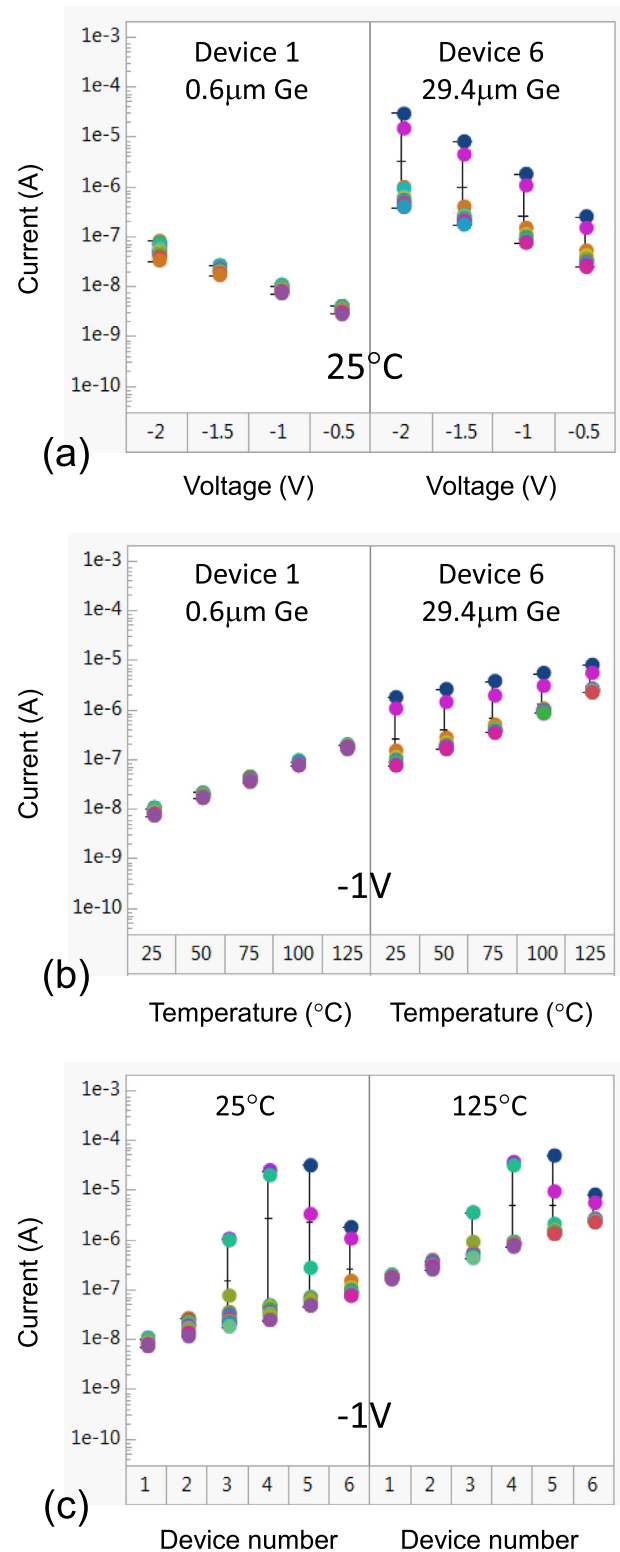 Device 1 Device 6
0.6μm Ge 29.4μm Ge
1e-3
1e-4
1e-5
1e-6
1e-7
1e-8
1e-9
1e-10
Current (A)
25°C
-2 -1.5 -1 -0.5 -2 -1.5 -1 -0.5
(a)
Voltage (V) Voltage (V)
Device 1 Device 6
0.6μm Ge 29.4μm Ge
1e-3
1e-4
1e-5
1e-6
1e-7
1e-8
1e-9
1e-10
Current (A)
-1V
25 50 75 100 125 25 50 75 100 125
(b)
Temperature (°C) Temperature (°C)
25°C 125°C
1e-3
1e-4
1e-5
1e-6
1e-7
1e-8
1e-9
1e-10
Current (A)
-1V
1 2 3 4 5 6 1 2 3 4 5 6
(c)
Device number Device number